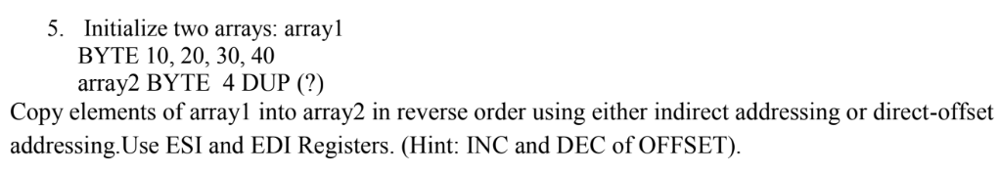 5. Initialize two arrays: array1
BYTE 10, 20, 30, 40
array2 BYTE 4 DUP (?)
Copy elements of array1 into array2 in reverse order using either indirect addressing or direct-offset
addressing.Use ESI and EDI Registers. (Hint: INC and DEC of OFFSET).